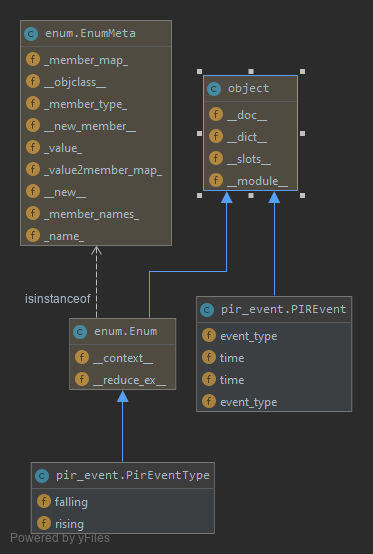 enum.EnumMeta
_member_map_
__objclass__
_member_type_
__new_member__
_value_
_value2member_map_
__new__
_member_names_
_name_
object
__doc__
__dict__
__slots__
__module__
isinstanceof
enum.Enum
__context__
__reduce_ex__
pir_event.PIREvent
event_type
time
time
event_type
pir_event.PirEventType
falling
rising
Powered by yFiles